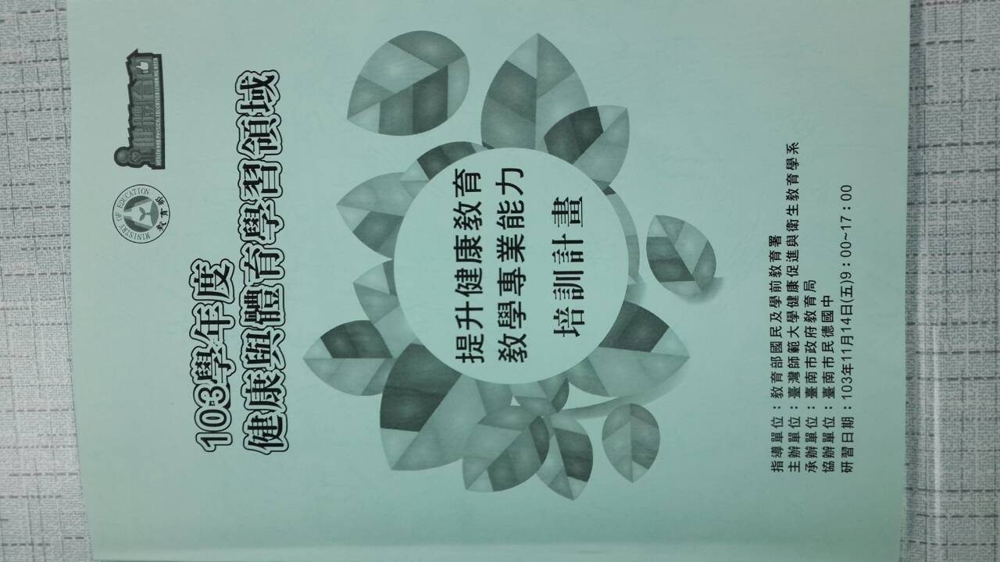 MINISTRY OF EDUCATION
教育部
健體教育
HEALTH AND PHYSICAL EDUCATION LEARNING AREA
103學年度
健康與體育學習領域
提升健康教育
教學專業能力
培訓計畫
指導單位：教育部國民及學前教育署
主辦單位：臺灣師範大學健康促進與衛生教育學系
承辦單位：臺南市政府教育局
協辦單位：臺南市民德國中
研習日期：103年11月14日(五)9：00~17：00